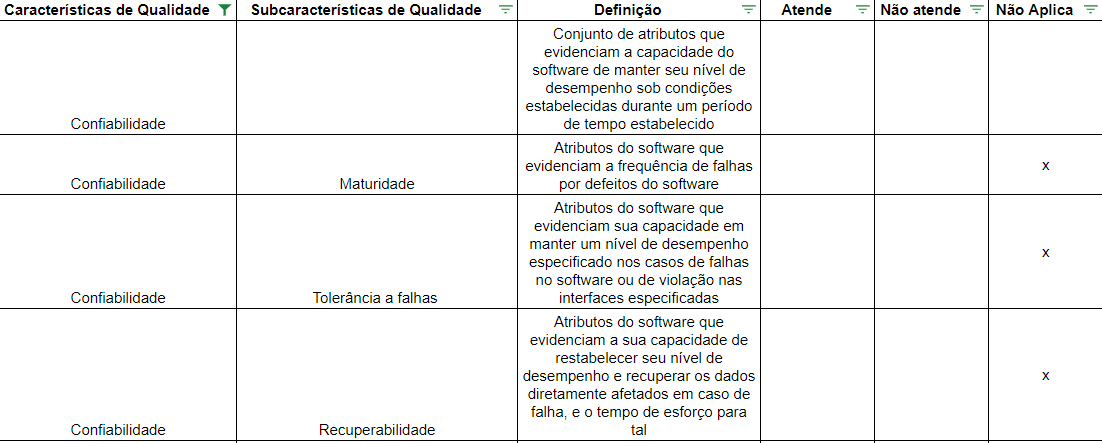 Características de Qualidade Subcaracterísticas de Qualidade Definição Atende Não atende Não Aplica
Conjunto de atributos que
evidenciam a capacidade do
software de manter seu nível de
desempenho sob condições
estabelecidas durante um período
Confiabilidade de tempo estabelecido
Atributos do software que
evidenciam a frequência de falhas x
Confiabilidade Maturidade por defeitos do software
Atributos do software que
evidenciam sua capacidade em
manter um nível de desempenho
especificado nos casos de falhas x
no software ou de violação nas
Confiabilidade Tolerância a falhas interfaces especificadas
Atributos do software que
evidenciam a sua capacidade de
restabelecer seu nível de
desempenho e recuperar os dados x
diretamente afetados em caso de
falha, e o tempo de esforço para
Confiabilidade Recuperabilidade tal